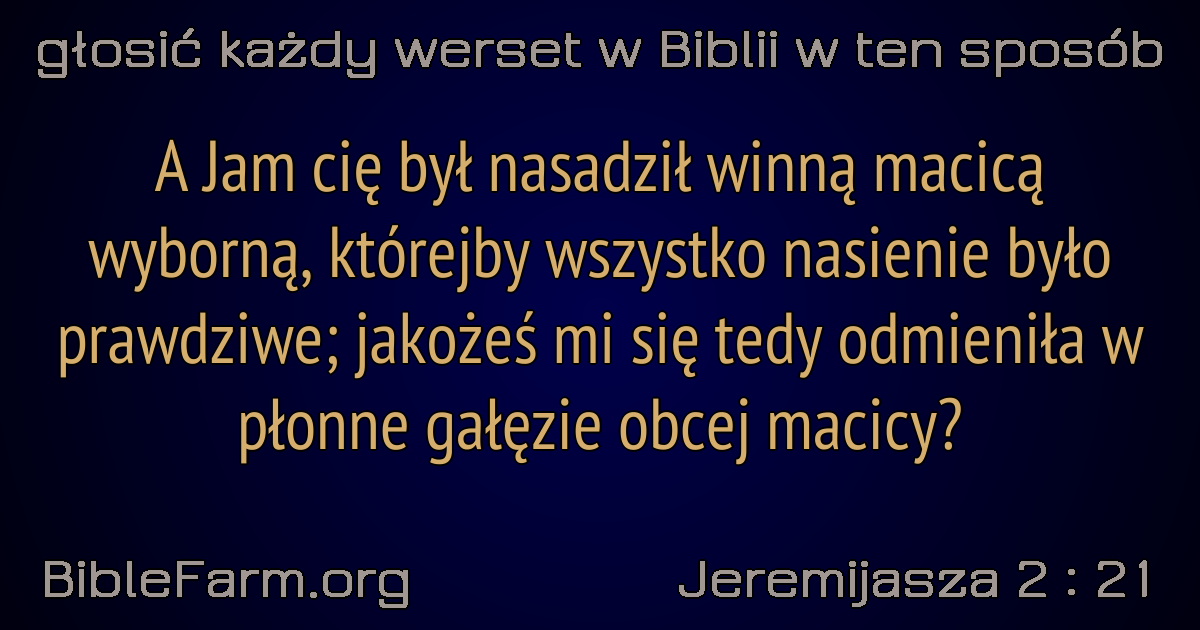 głosić każdy werset w Biblii w ten sposób
A Jam cię był nasadził winną macicą
wyborną, którejby wszystko nasienie było
prawdziwe; jakożeś mi się tedy odmieniła w
płonne gałęzie obcej macicy?
BibleFarm.org
Jeremijasza 2 : 21